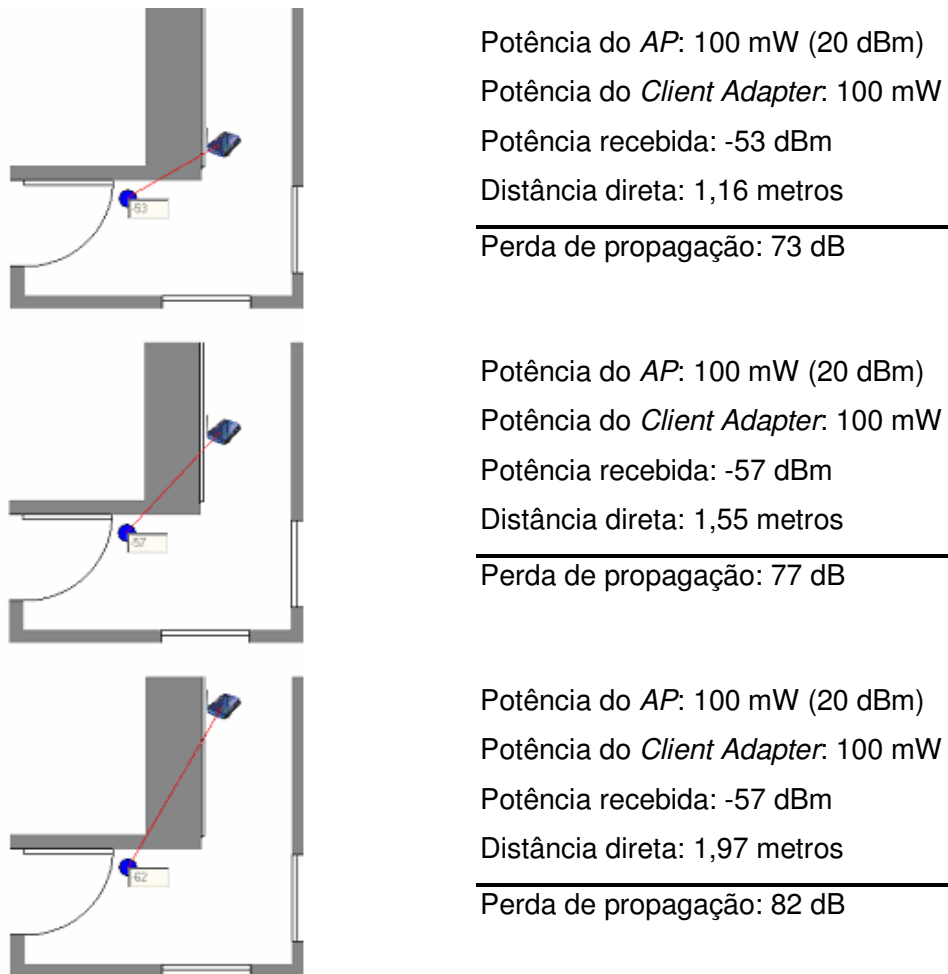 Potência do AP: 100 mW (20 dBm)
Potência do Client Adapter: 100 mW
Potência recebida: -53 dBm
Distância direta: 1,16 metros
Perda de propagação: 73 dB
-53
Potência do AP: 100 mW (20 dBm)
Potência do Client Adapter: 100 mW
Potência recebida: -57 dBm
Distância direta: 1,55 metros
Perda de propagação: 77 dB
-57
Potência do AP: 100 mW (20 dBm)
Potência do Client Adapter: 100 mW
Potência recebida: -57 dBm
Distância direta: 1,97 metros
Perda de propagação: 82 dB
-62